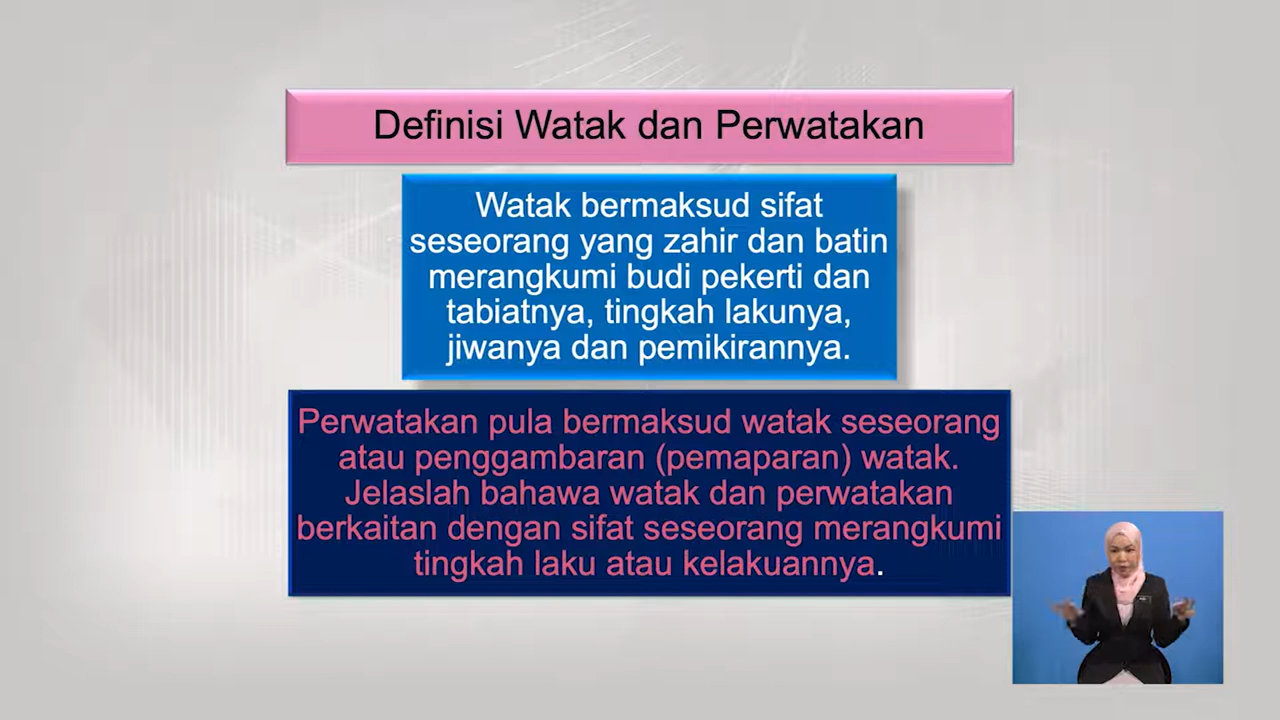 Definisi Watak dan Perwatakan
Watak bermaksud sifat
seseorang yang zahir dan batin
merangkumi budi pekerti dan
tabiatnya, tingkah lakunya,
jiwanya dan pemikirannya.
Perwatakan pula bermaksud watak seseorang
atau penggambaran (pemaparan) watak.
Jelaslah bahawa watak dan perwatakan
berkaitan dengan sifat seseorang merangkumi
tingkah laku atau kelakuannya.